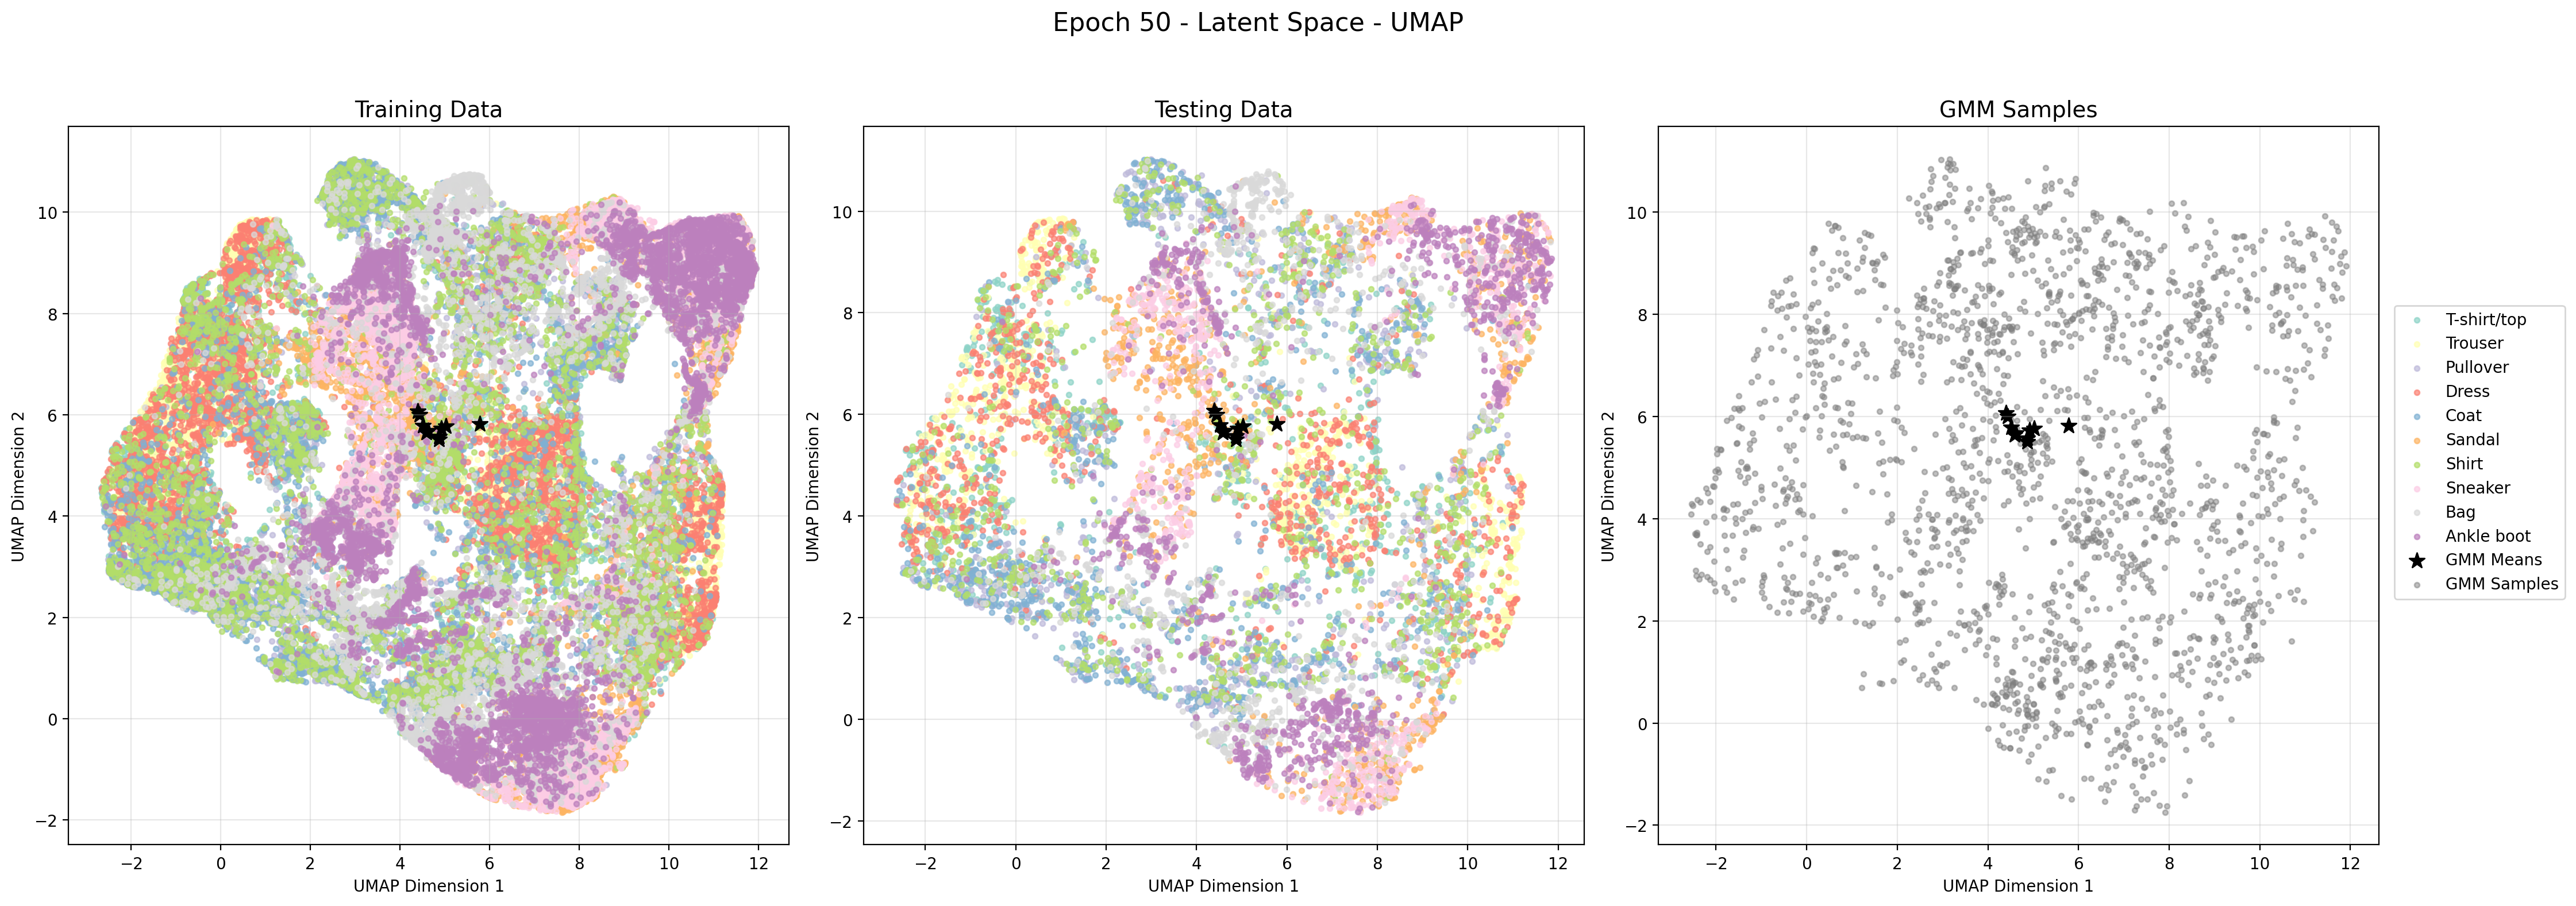 Epoch 50 - Latent Space - UMAP
Training Data
UMAP Dimension 2
10
8
6
4
2
0
−2
−2
0
2
4
6
8
10
12
UMAP Dimension 1
Testing Data
UMAP Dimension 2
10
8
6
4
2
0
−2
−2
0
2
4
6
8
10
12
UMAP Dimension 1
GMM Samples
UMAP Dimension 2
10
8
6
4
2
0
−2
−2
0
2
4
6
8
10
12
UMAP Dimension 1
T-shirt/top
Trouser
Pullover
Dress
Coat
Sandal
Shirt
Sneaker
Bag
Ankle boot
GMM Means
GMM Samples